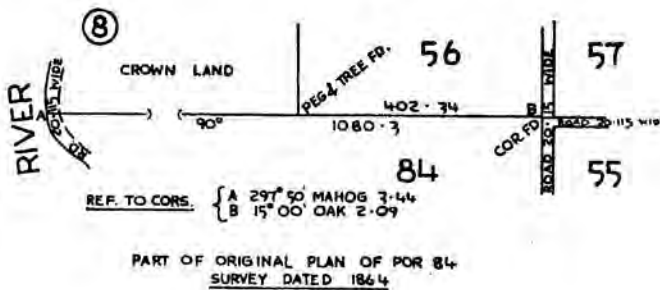 8
56
57
CROWN LAND
RIVER
RD 20.115 WIDE
PEG & TREE FD.
402.34
A
B
90°
1080.3
COR. FD
ROAD 20.115 WIDE
ROAD 20.115 WIDE
84
55
REF. TO CORS. { A 297° 50' MAHOG 3.44
B 15° 00' OAK 2.09
PART OF ORIGINAL PLAN OF POR 84
SURVEY DATED 1864